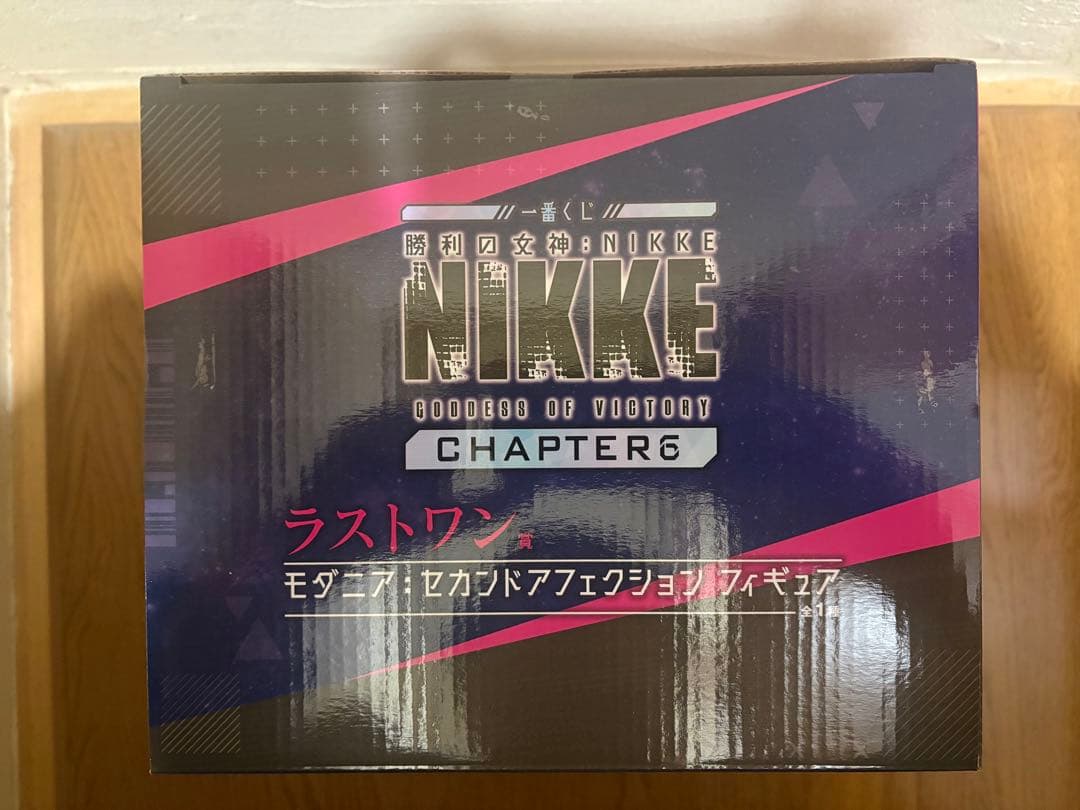 一番くじ
勝利の女神:NIKKE
NIKKE
GODDESS OF VICTORY
CHAPTER6
ラストワン賞
モダニア:セカンドアフェクション フィギュア
全1種